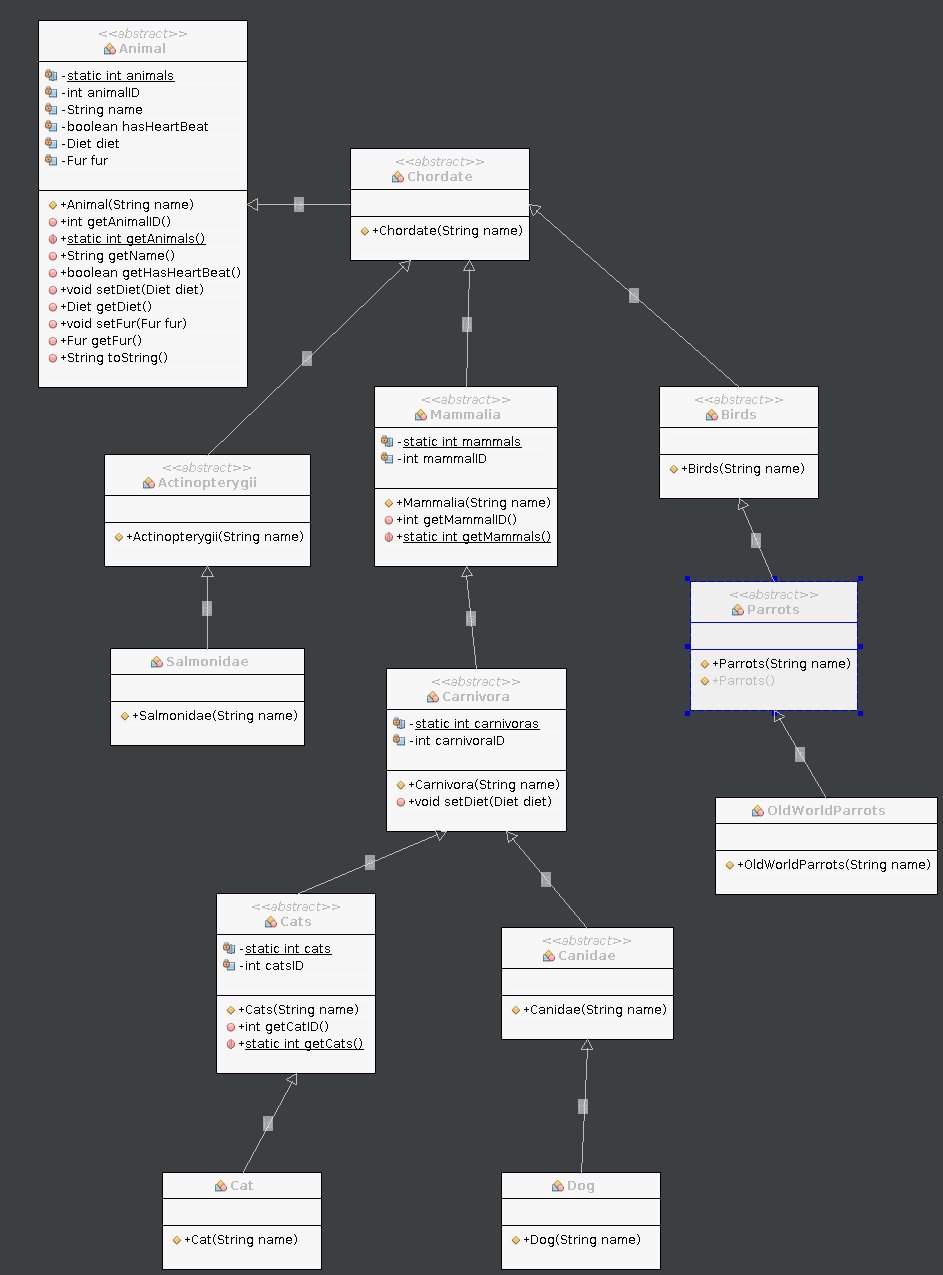 <<abstract>>
Animal
-static int animals
-int animalID
-String name
-boolean hasHeartBeat
-Diet diet
-Fur fur
+Animal(String name)
+int getAnimalID()
+static int getAnimals()
+String getName()
+boolean getHasHeartBeat()
+void setDiet(Diet diet)
+Diet getDiet()
+void setFur(Fur fur)
+Fur getFur()
+String toString()
<<abstract>>
Chordate
+Chordate(String name)
<<abstract>>
Actinopterygii
+Actinopterygii(String name)
<<abstract>>
Mammalia
-static int mammals
-int mammalID
+Mammalia(String name)
+int getMammalID()
+static int getMammals()
<<abstract>>
Birds
+Birds(String name)
Salmonidae
+Salmonidae(String name)
<<abstract>>
Carnivora
-static int carnivoras
-int carnivoraID
+Carnivora(String name)
+void setDiet(Diet diet)
<<abstract>>
Parrots
+Parrots(String name)
+Parrots()
OldWorldParrots
+OldWorldParrots(String name)
<<abstract>>
Cats
-static int cats
-int catsID
+Cats(String name)
+int getCatID()
+static int getCats()
<<abstract>>
Canidae
+Canidae(String name)
Cat
+Cat(String name)
Dog
+Dog(String name)